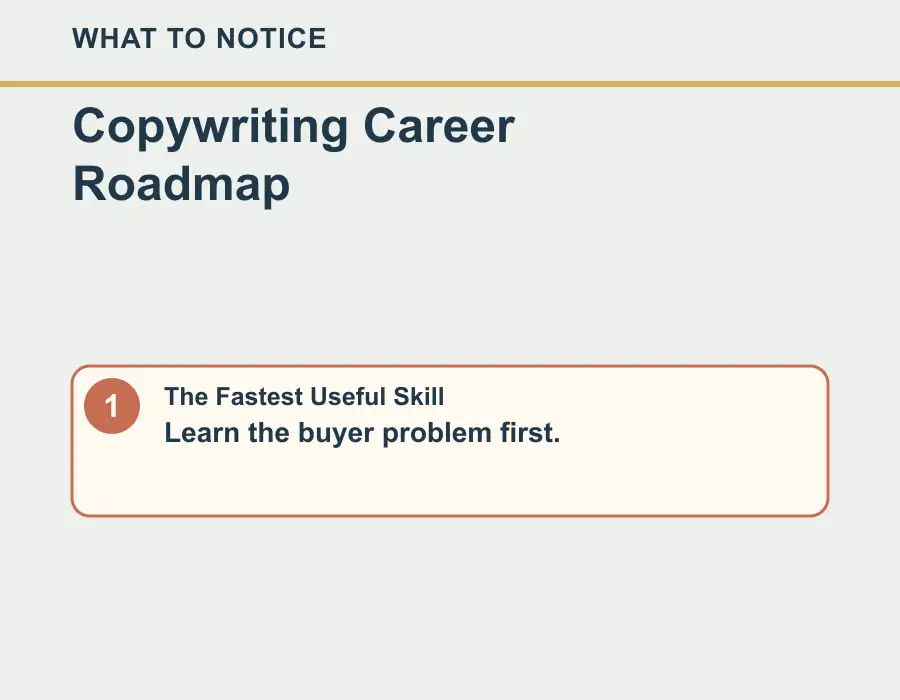 WHAT TO NOTICE
Copywriting Career
Roadmap
1
The Fastest Useful Skill
Learn the buyer problem first.